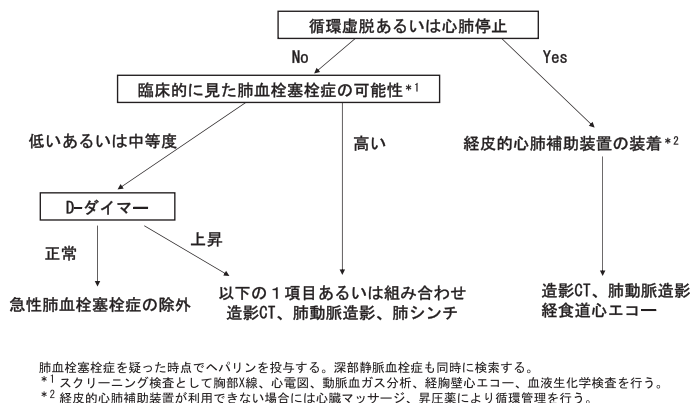 循環虚脱あるいは心肺停止
No
Yes
臨床的に見た肺血栓塞栓症の可能性*1
低いあるいは中等度
高い
経皮的心肺補助装置の装着*2
D-ダイマー
正常
上昇
急性肺血栓塞栓症の除外
以下の1項目あるいは組み合わせ
造影CT、肺動脈造影、肺シンチ
造影CT、肺動脈造影
経食道心エコー
肺血栓塞栓症を疑った時点でヘパリンを投与する。深部静脈血栓症も同時に検索する。
*1 スクリーニング検査として胸部X線、心電図、動脈血ガス分析、経胸壁心エコー、血液生化学検査を行う。
*2 経皮的心肺補助装置が利用できない場合には心臓マッサージ、昇圧薬により循環管理を行う。